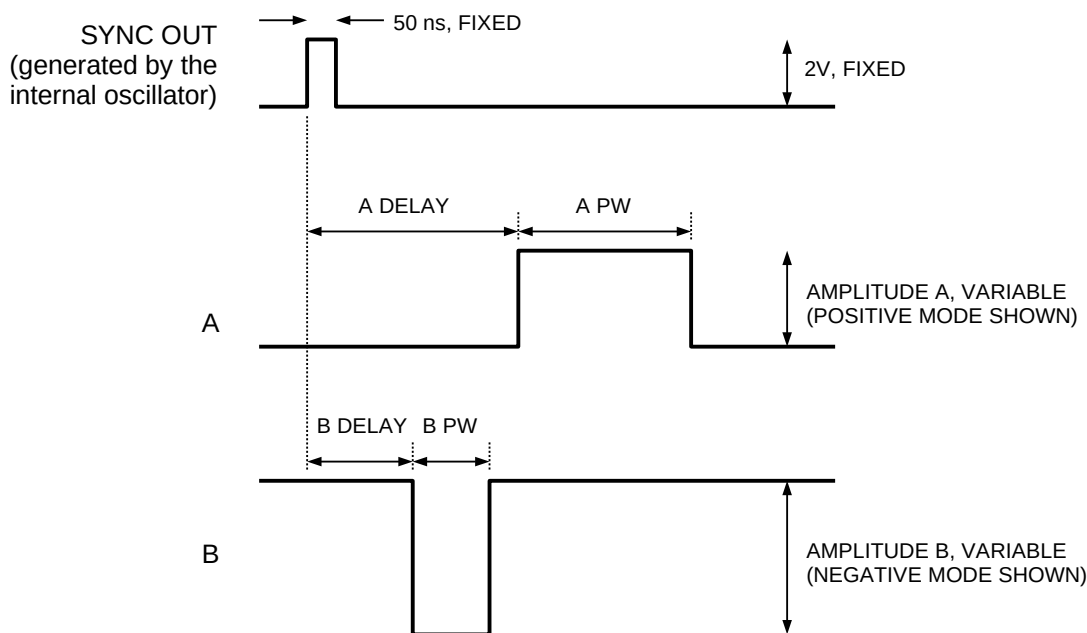 SYNC OUT
(generated by the
internal oscillator)
50 ns, FIXED
2V, FIXED
A DELAY
A PW
A
AMPLITUDE A, VARIABLE
(POSITIVE MODE SHOWN)
B DELAY
B PW
B
AMPLITUDE B, VARIABLE
(NEGATIVE MODE SHOWN)